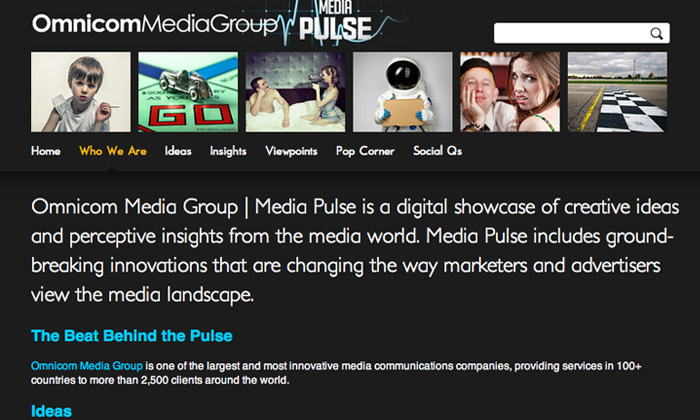 OmnicomMediaGroup
MEDIA
PULSE
GO
Home Who We Are Ideas Insights Viewpoints Pop Corner Social Qs
Omnicom Media Group | Media Pulse is a digital showcase of creative ideas
and perceptive insights from the media world. Media Pulse includes ground-
breaking innovations that are changing the way marketers and advertisers
view the media landscape.
The Beat Behind the Pulse
Omnicom Media Group is one of the largest and most innovative media communications companies, providing services in 100+
countries to more than 2,500 clients around the world.
Ideas